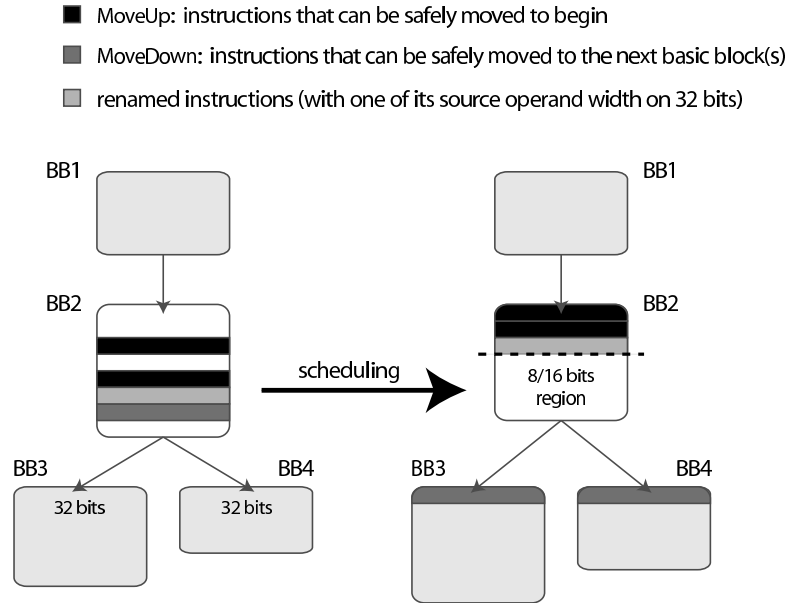 MoveUp: instructions that can be safely moved to begin
MoveDown: instructions that can be safely moved to the next basic block(s)
renamed instructions (with one of its source operand width on 32 bits)
BB1
BB1
BB2
BB2
scheduling
8/16 bits
region
BB3
BB4
BB3
BB4
32 bits
32 bits